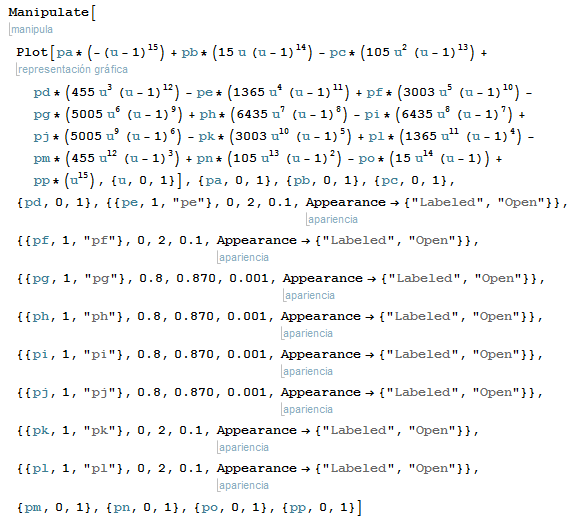 Manipulate[
manipula
Plot[pa * (-(u - 1)^15) + pb * (15 u (u - 1)^14) - pc * (105 u^2 (u - 1)^13) +
representación gráfica
pd * (455 u^3 (u - 1)^12) - pe * (1365 u^4 (u - 1)^11) + pf * (3003 u^5 (u - 1)^10) -
pg * (5005 u^6 (u - 1)^9) + ph * (6435 u^7 (u - 1)^8) - pi * (6435 u^8 (u - 1)^7) +
pj * (5005 u^9 (u - 1)^6) - pk * (3003 u^10 (u - 1)^5) + pl * (1365 u^11 (u - 1)^4) -
pm * (455 u^12 (u - 1)^3) + pn * (105 u^13 (u - 1)^2) - po * (15 u^14 (u - 1)) +
pp * (u^15), {u, 0, 1}], {pa, 0, 1}, {pb, 0, 1}, {pc, 0, 1},
{pd, 0, 1}, {{pe, 1, "pe"}, 0, 2, 0.1, Appearance → {"Labeled", "Open"}},
apariencia
{{pf, 1, "pf"}, 0, 2, 0.1, Appearance → {"Labeled", "Open"}},
apariencia
{{pg, 1, "pg"}, 0.8, 0.870, 0.001, Appearance → {"Labeled", "Open"}},
apariencia
{{ph, 1, "ph"}, 0.8, 0.870, 0.001, Appearance → {"Labeled", "Open"}},
apariencia
{{pi, 1, "pi"}, 0.8, 0.870, 0.001, Appearance → {"Labeled", "Open"}},
apariencia
{{pj, 1, "pj"}, 0.8, 0.870, 0.001, Appearance → {"Labeled", "Open"}},
apariencia
{{pk, 1, "pk"}, 0, 2, 0.1, Appearance → {"Labeled", "Open"}},
apariencia
{{pl, 1, "pl"}, 0, 2, 0.1, Appearance → {"Labeled", "Open"}},
apariencia
{pm, 0, 1}, {pn, 0, 1}, {po, 0, 1}, {pp, 0, 1}]